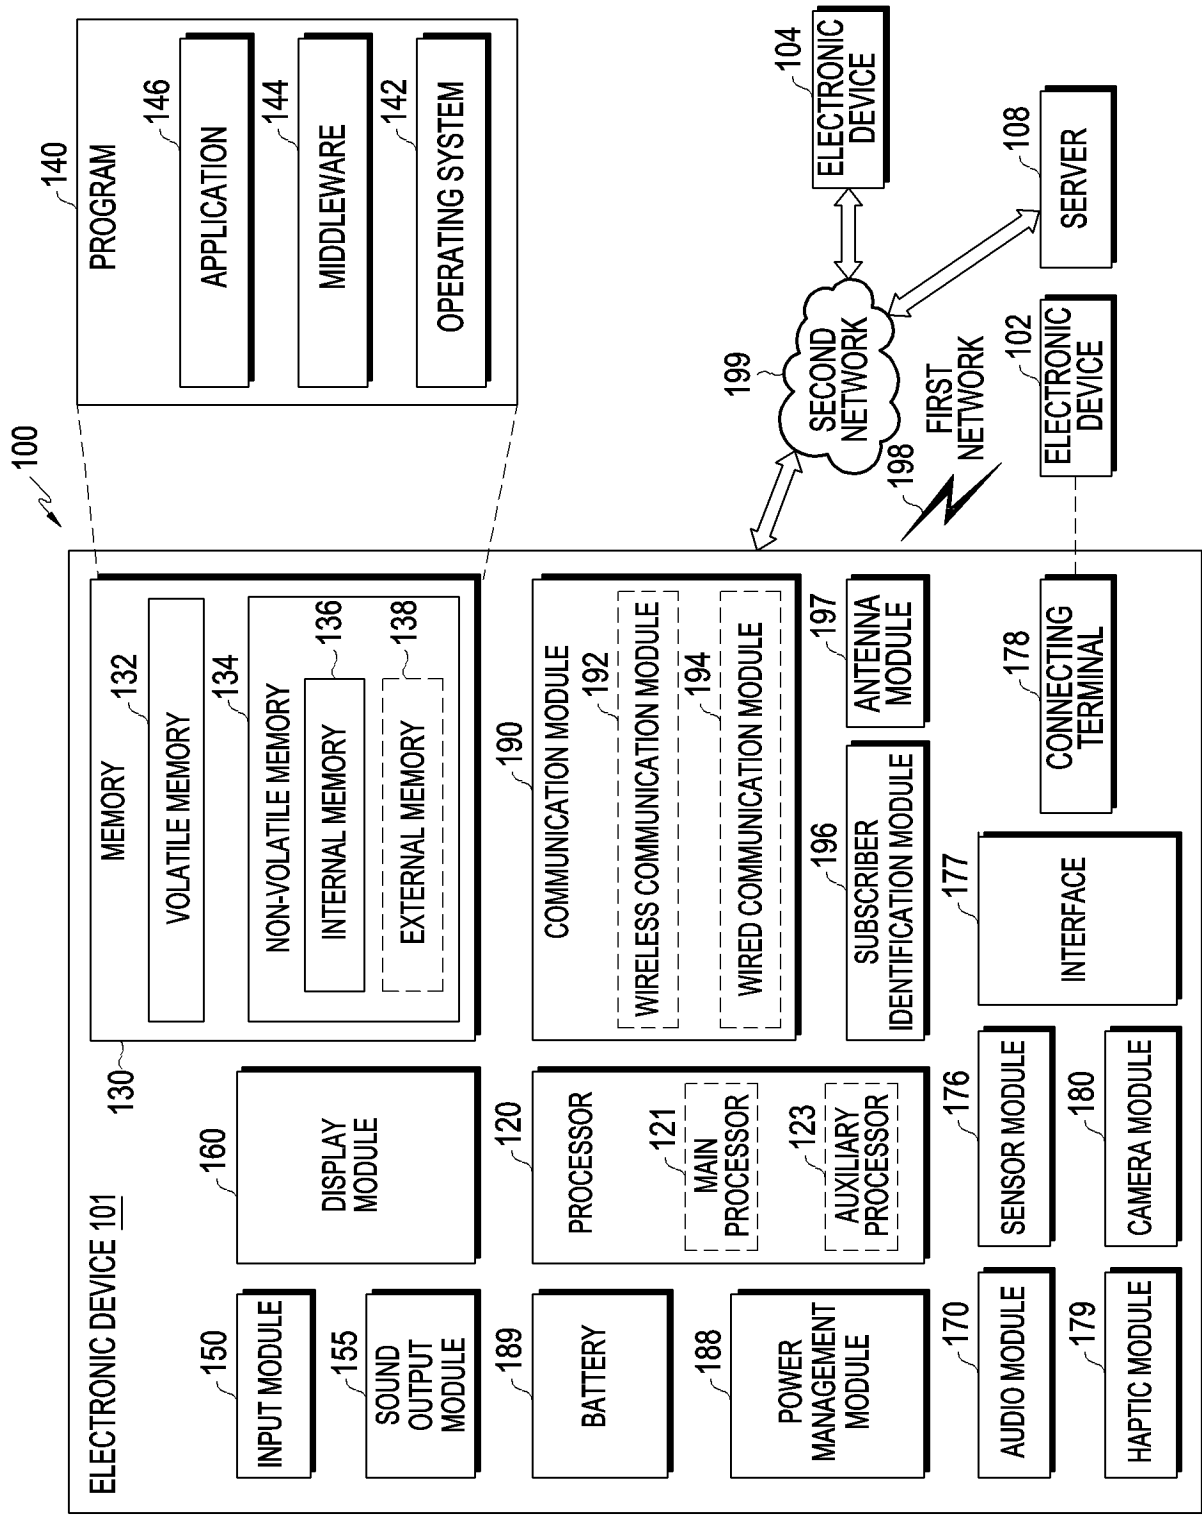 100
ELECTRONIC DEVICE 101
150
INPUT MODULE
155
SOUND
OUTPUT
MODULE
189
BATTERY
188
POWER
MANAGEMENT
MODULE
170
AUDIO MODULE
179
HAPTIC MODULE
160
DISPLAY
MODULE
120
PROCESSOR
121
MAIN
PROCESSOR
123
AUXILIARY
PROCESSOR
176
SENSOR MODULE
180
CAMERA MODULE
130
MEMORY
132
VOLATILE MEMORY
134
NON-VOLATILE MEMORY
136
INTERNAL MEMORY
138
EXTERNAL MEMORY
190
COMMUNICATION MODULE
192
WIRELESS COMMUNICATION MODULE
194
WIRED COMMUNICATION MODULE
196
SUBSCRIBER
IDENTIFICATION MODULE
197
ANTENNA
MODULE
177
INTERFACE
178
CONNECTING
TERMINAL
140
PROGRAM
146
APPLICATION
144
MIDDLEWARE
142
OPERATING SYSTEM
199
SECOND
NETWORK
198
FIRST
NETWORK
104
ELECTRONIC
DEVICE
102
ELECTRONIC
DEVICE
108
SERVER